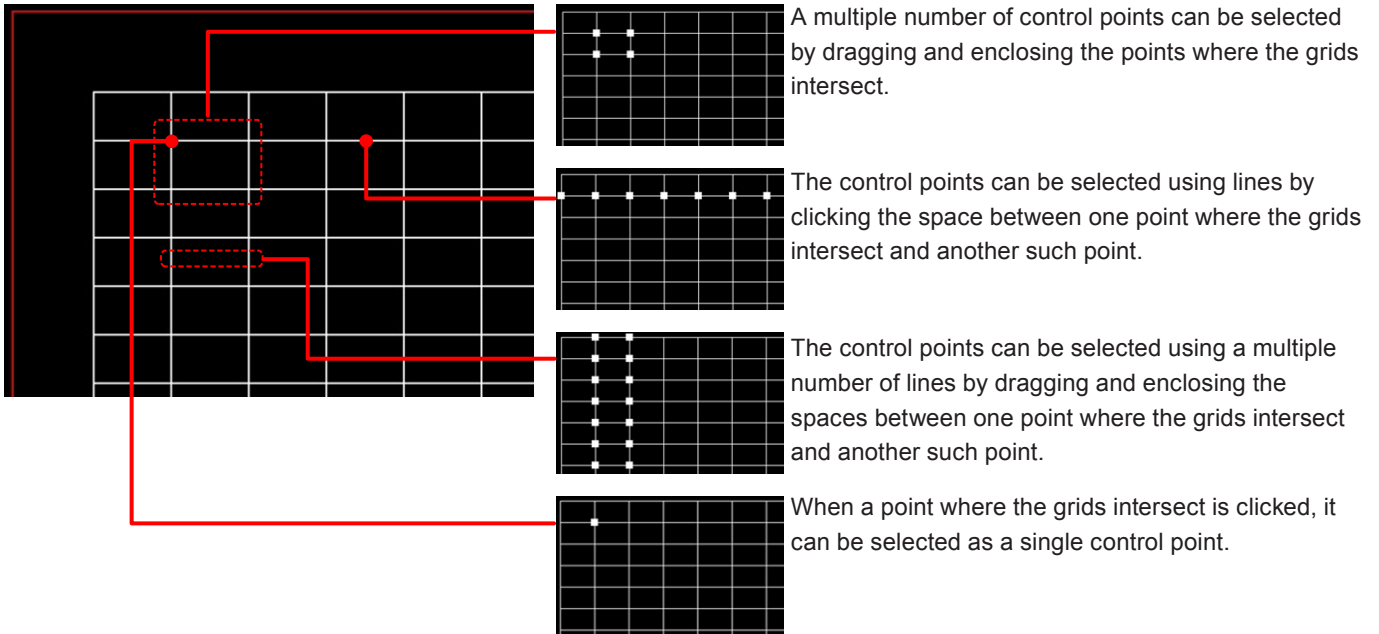 A multiple number of control points can be selected
by dragging and enclosing the points where the grids
intersect.
The control points can be selected using lines by
clicking the space between one point where the grids
intersect and another such point.
The control points can be selected using a multiple
number of lines by dragging and enclosing the
spaces between one point where the grids intersect
and another such point.
When a point where the grids intersect is clicked, it
can be selected as a single control point.